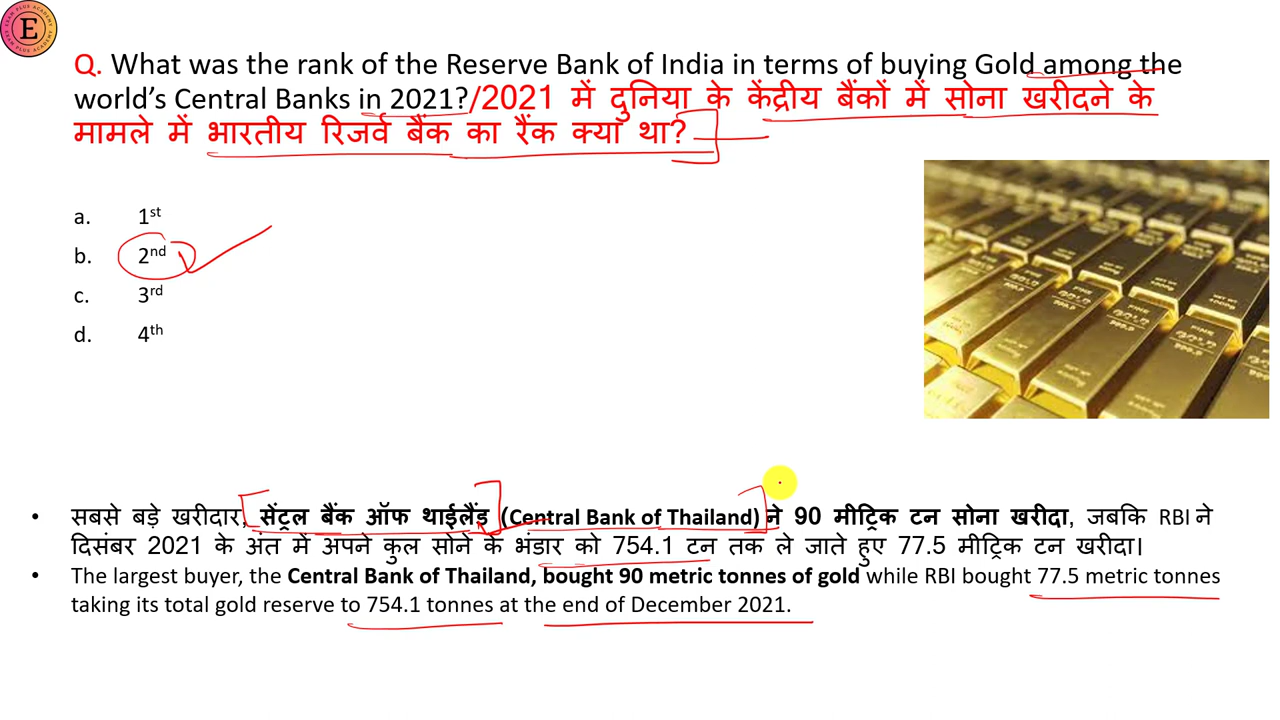 E
Q. What was the rank of the Reserve Bank of India in terms of buying Gold among the
world’s Central Banks in 2021?/2021 में दुनिया के केंद्रीय बैंकों में सोना खरीदने के
मामले में भारतीय रिजर्व बैंक का रैंक क्या था?
a. 1st
b. 2nd
c. 3rd
d. 4th
• सबसे बड़े खरीदार, सेंट्रल बैंक ऑफ थाईलैंड (Central Bank of Thailand) ने 90 मीट्रिक टन सोना खरीदा, जबकि RBI ने
दिसंबर 2021 के अंत में अपने कुल सोने के भंडार को 754.1 टन तक ले जाते हुए 77.5 मीट्रिक टन खरीदा।
• The largest buyer, the Central Bank of Thailand, bought 90 metric tonnes of gold while RBI bought 77.5 metric tonnes
taking its total gold reserve to 754.1 tonnes at the end of December 2021.